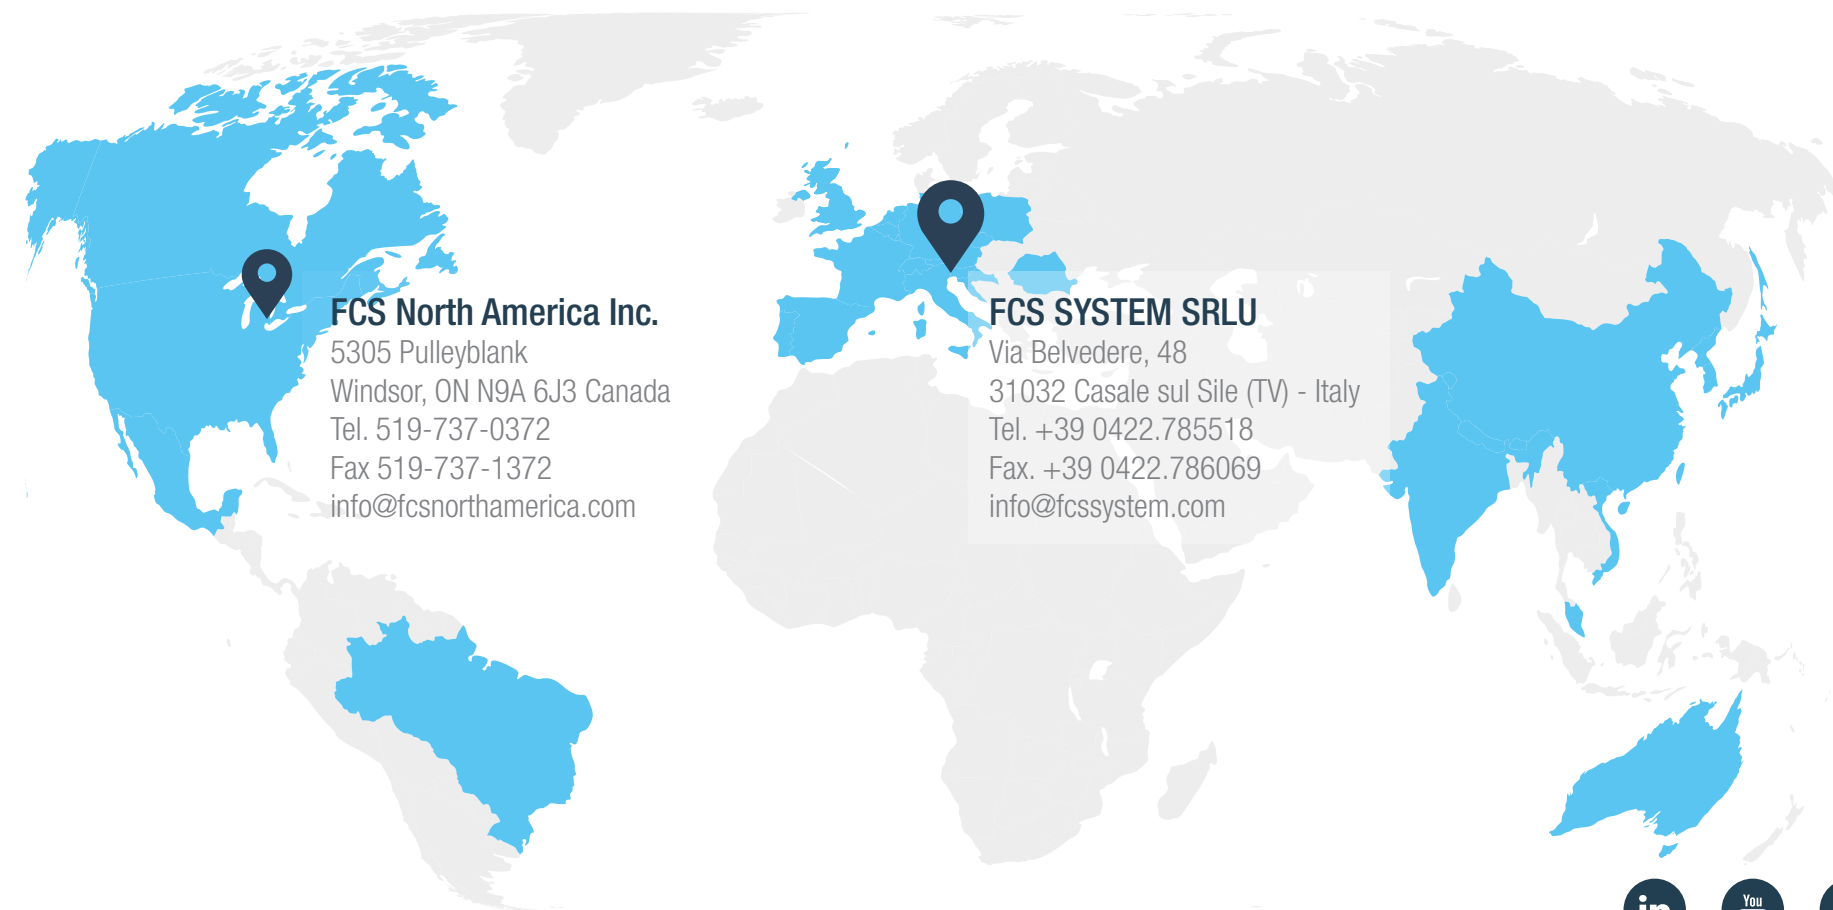 FCS North America Inc.
5305 Pulleyblank
Windsor, ON N9A 6J3 Canada
Tel. 519-737-0372
Fax 519-737-1372
info@fcsnorthamerica.com
FCS SYSTEM SRLU
Via Belvedere, 48
31032 Casale sul Sile (TV) - Italy
Tel. +39 0422.785518
Fax. +39 0422.786069
info@fcssystem.com
in
You